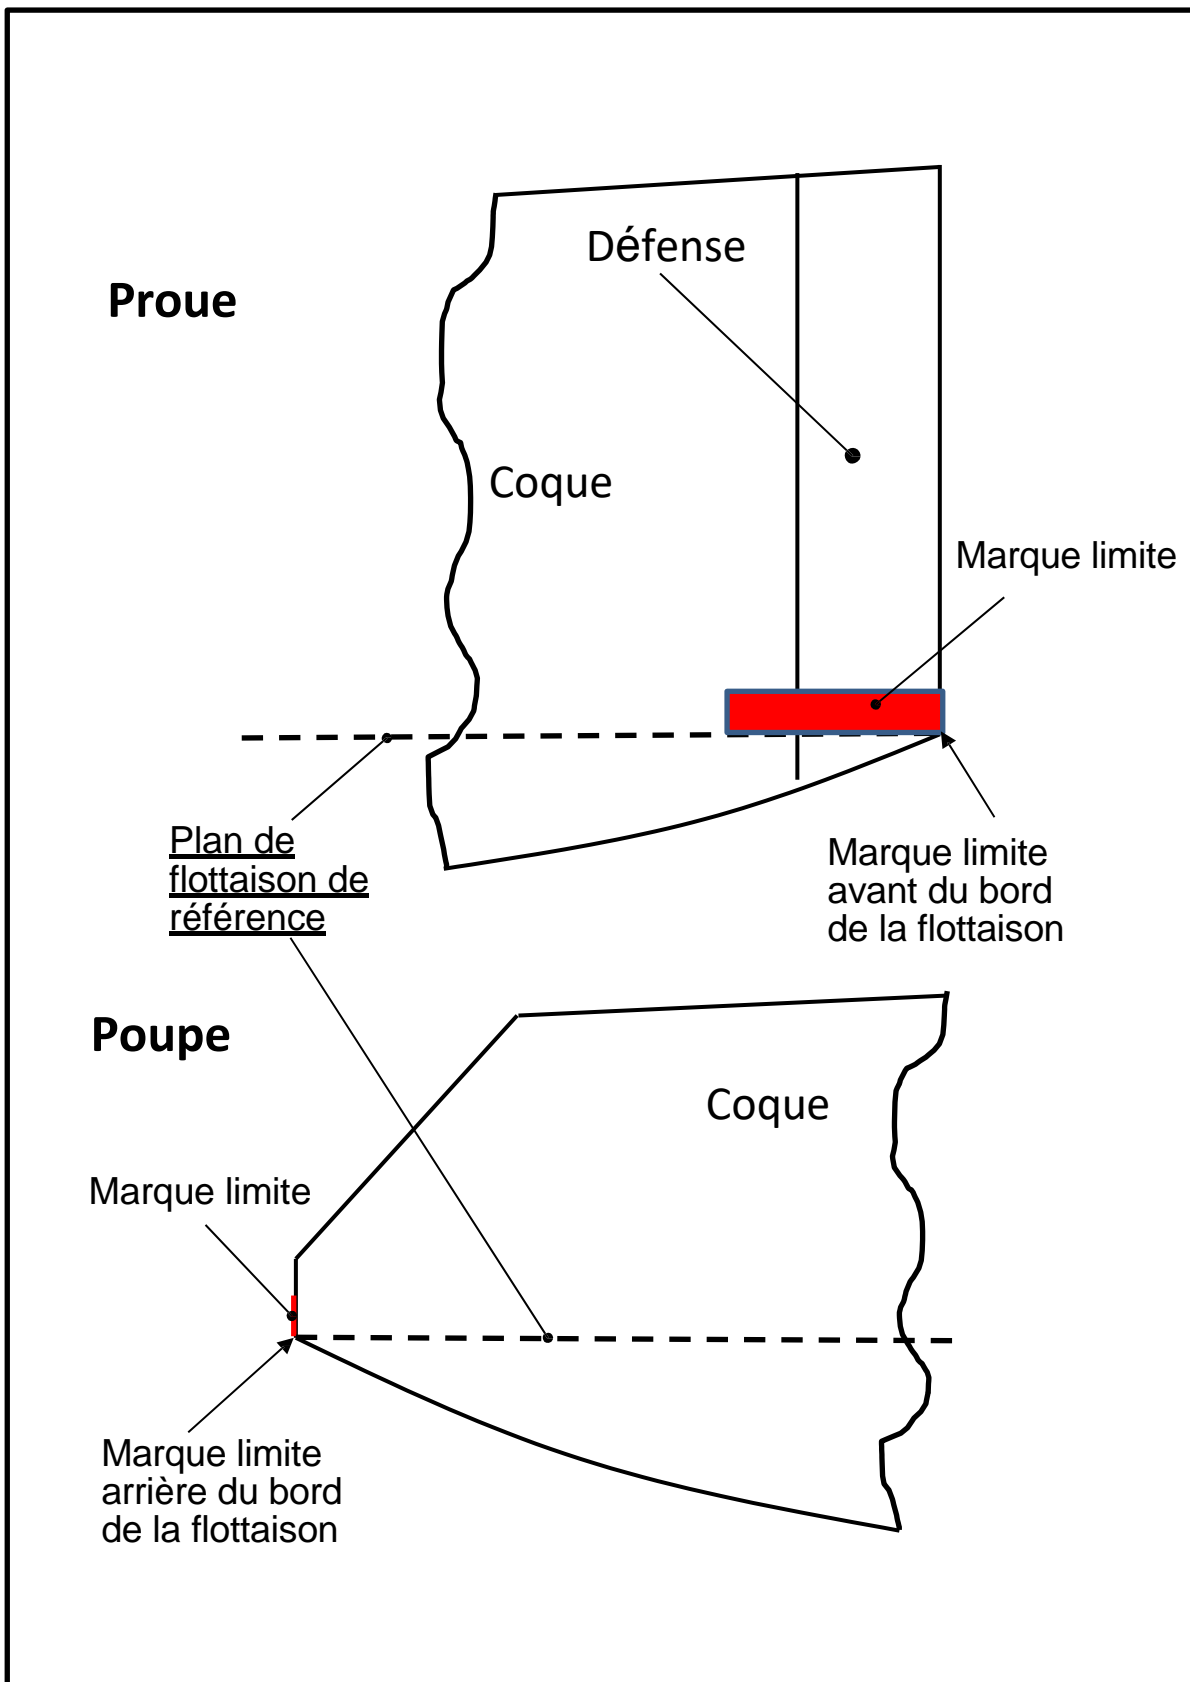 Défense
Proue
Coque
Marque limite
Plan de
flottaison de
référence
Marque limite
avant du bord
de la flottaison
Poupe
Coque
Marque limite
Marque limite
arrière du bord
de la flottaison